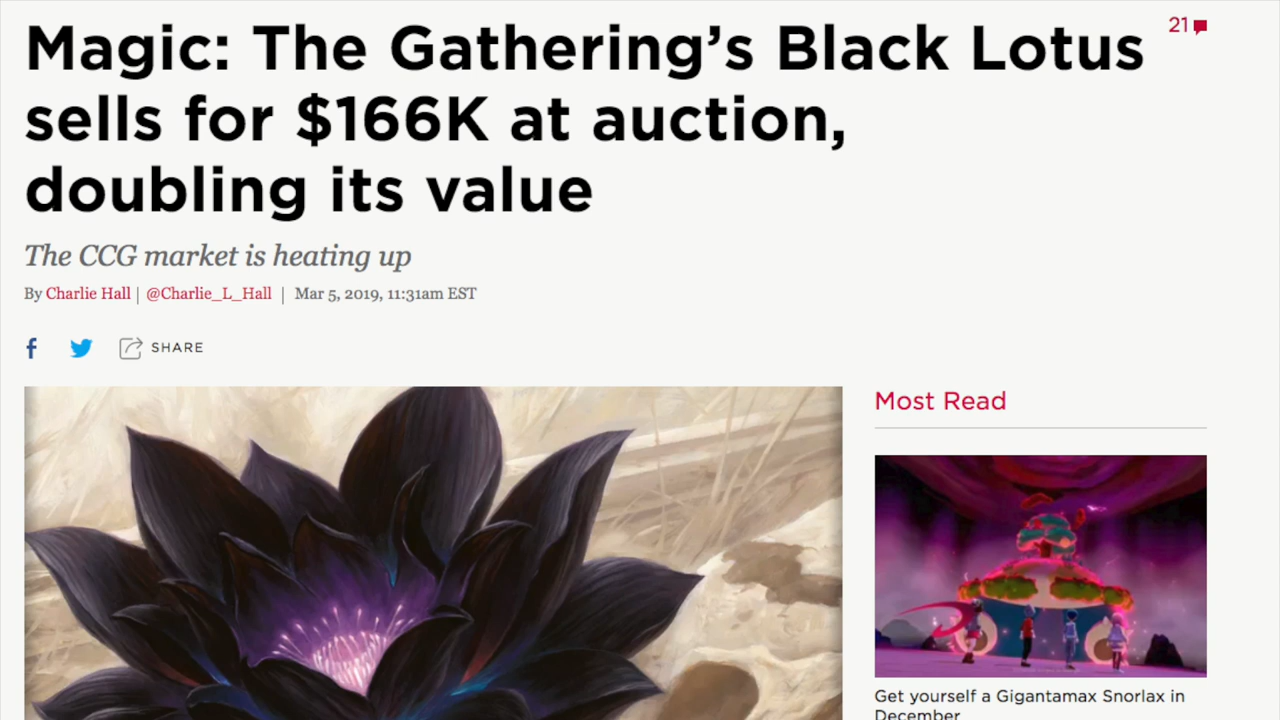 Magic: The Gathering’s Black Lotus
sells for $166K at auction,
doubling its value
21
The CCG market is heating up
By Charlie Hall | @Charlie_L_Hall | Mar 5, 2019, 11:31am EST
SHARE
Most Read
Get yourself a Gigantamax Snorlax in
December